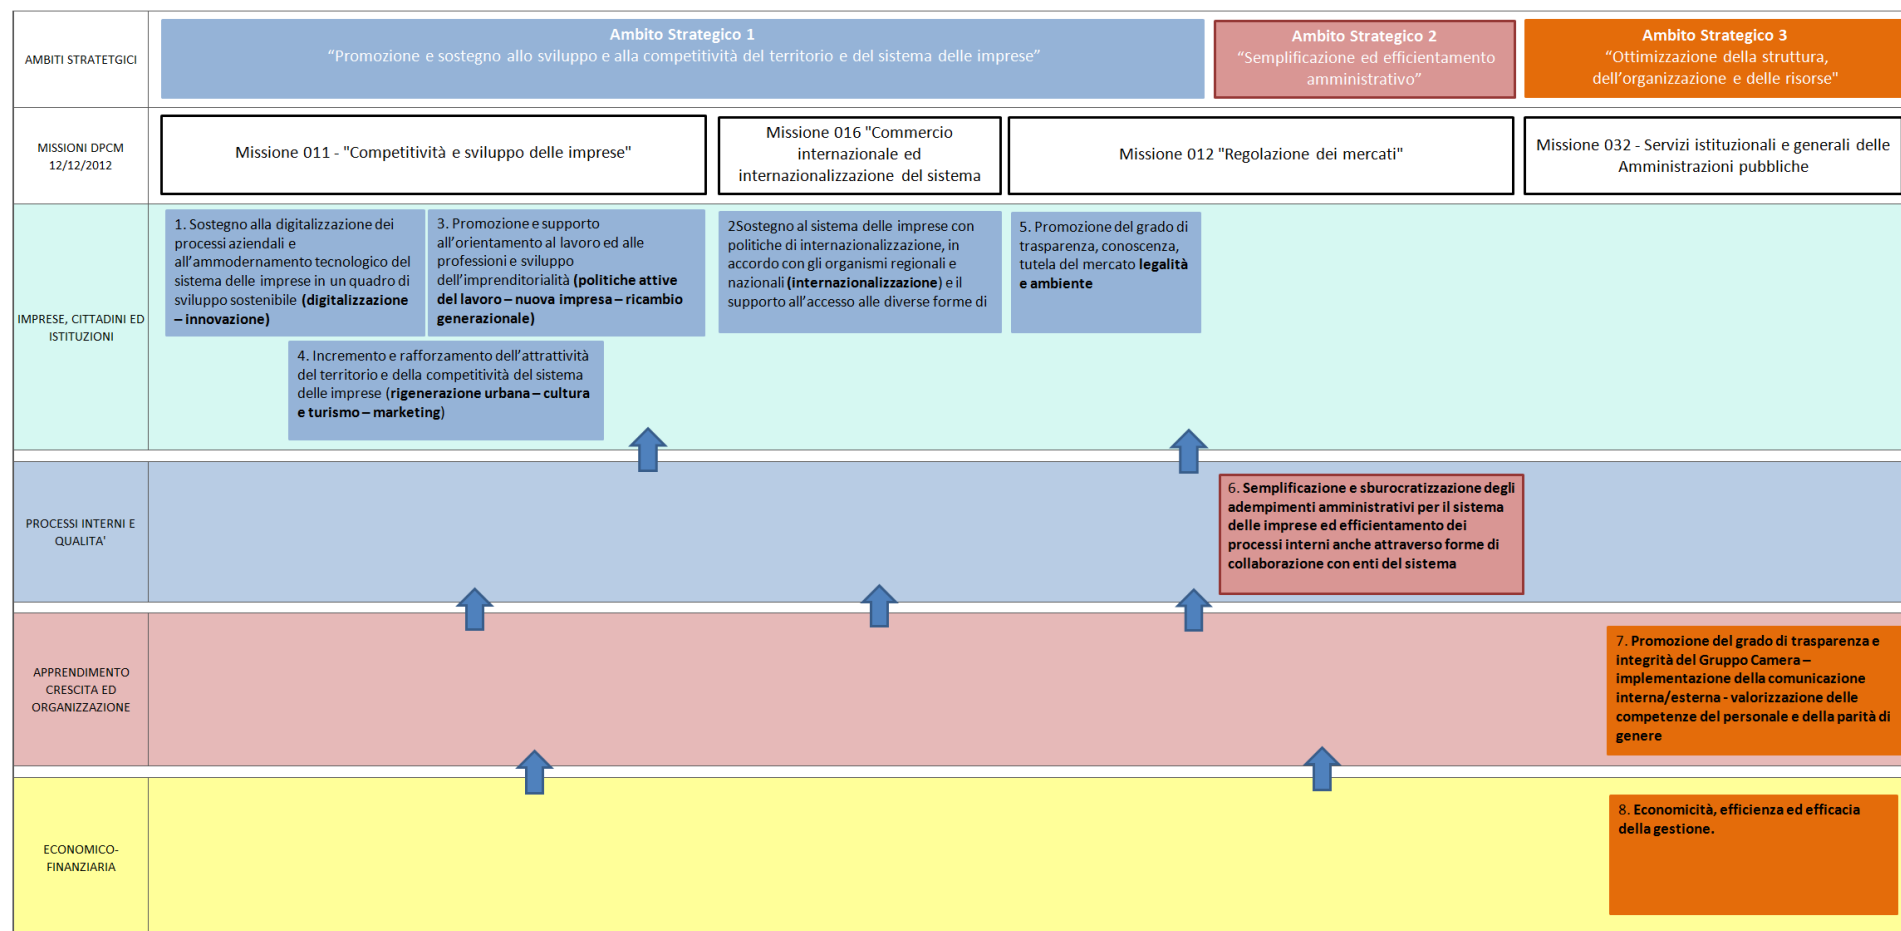 AMBITI STRATETGICI
Ambito Strategico 1
“Promozione e sostegno allo sviluppo e alla competitività del territorio e del sistema delle imprese”
Ambito Strategico 2
“Semplificazione ed efficientamento
amministrativo”
Ambito Strategico 3
“Ottimizzazione della struttura,
dell’organizzazione e delle risorse"
MISSIONI DPCM
12/12/2012
Missione 011 - "Competitività e sviluppo delle imprese"
Missione 016 "Commercio
internazionale ed
internazionalizzazione del sistema
Missione 012 "Regolazione dei mercati"
Missione 032 - Servizi istituzionali e generali delle
Amministrazioni pubbliche
IMPRESE, CITTADINI ED
ISTITUZIONI
1. Sostegno alla digitalizzazione dei
processi aziendali e
all’ammodernamento tecnologico del
sistema delle imprese in un quadro di
sviluppo sostenibile (digitalizzazione
– innovazione)
3. Promozione e supporto
all’orientamento al lavoro ed alle
professioni e sviluppo
dell’imprenditorialità (politiche attive
del lavoro – nuova impresa – ricambio
generazionale)
2Sostegno al sistema delle imprese con
politiche di internazionalizzazione, in
accordo con gli organismi regionali e
nazionali (internazionalizzazione) e il
supporto all’accesso alle diverse forme di
5. Promozione del grado di
trasparenza, conoscenza,
tutela del mercato legalità
e ambiente
4. Incremento e rafforzamento dell’attrattività
del territorio e della competitività del sistema
delle imprese (rigenerazione urbana – cultura
e turismo – marketing)
PROCESSI INTERNI E
QUALITA'
6. Semplificazione e sburocratizzazione degli
adempimenti amministrativi per il sistema
delle imprese ed efficientamento dei
processi interni anche attraverso forme di
collaborazione con enti del sistema
APPRENDIMENTO
CRESCITA ED
ORGANIZZAZIONE
7. Promozione del grado di trasparenza e
integrità del Gruppo Camera –
implementazione della comunicazione
interna/esterna - valorizzazione delle
competenze del personale e della parità di
genere
ECONOMICO-
FINANZIARIA
8. Economicità, efficienza ed efficacia
della gestione.